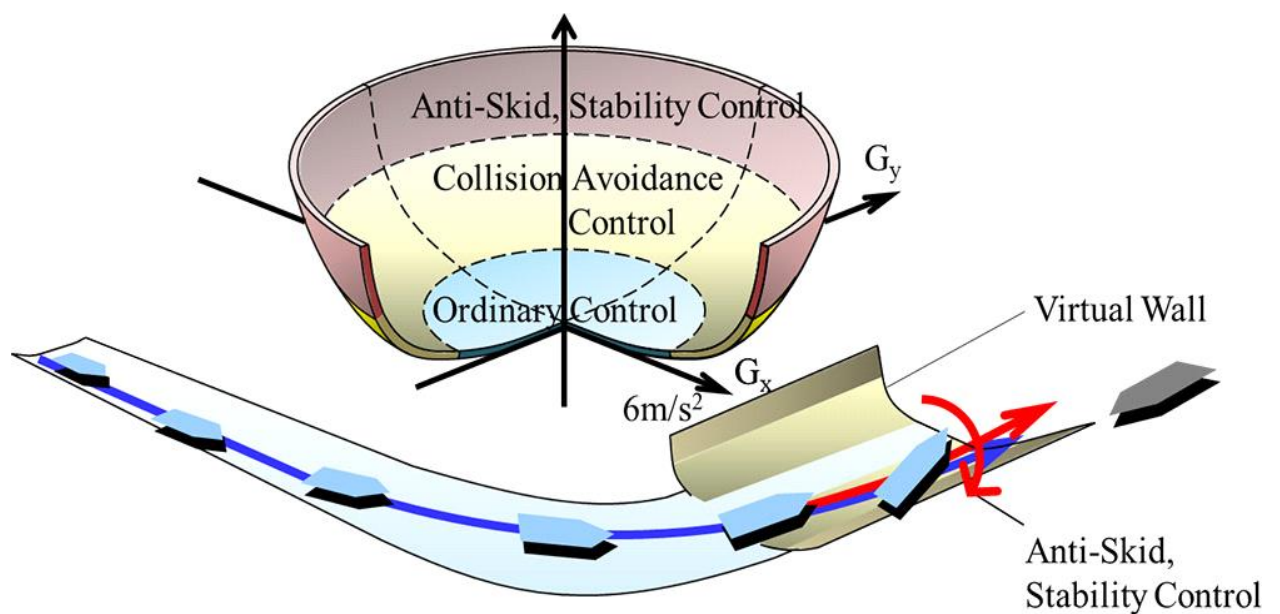 Anti-Skid, Stability Control
Gy
Collision Avoidance
Control
Ordinary Control
Virtual Wall
Gx
6m/s²
Anti-Skid,
Stability Control